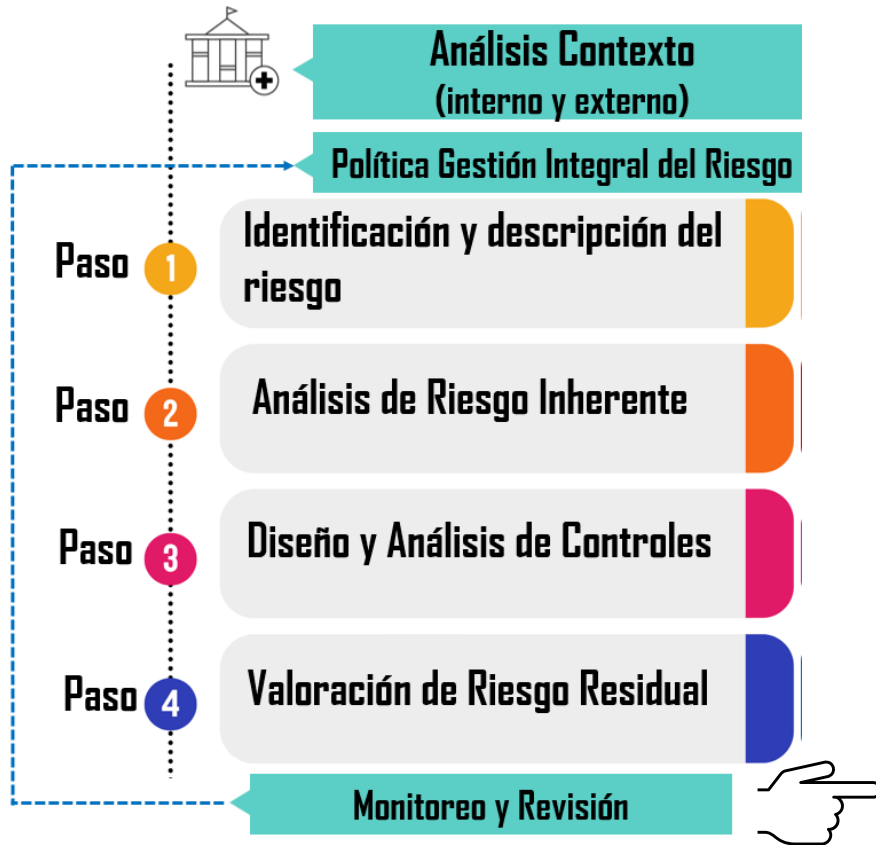 Análisis Contexto
(interno y externo)
Política Gestión Integral del Riesgo
Paso 1
Identificación y descripción del
riesgo
Paso 2
Análisis de Riesgo Inherente
Paso 3
Diseño y Análisis de Controles
Paso 4
Valoración de Riesgo Residual
Monitoreo y Revisión